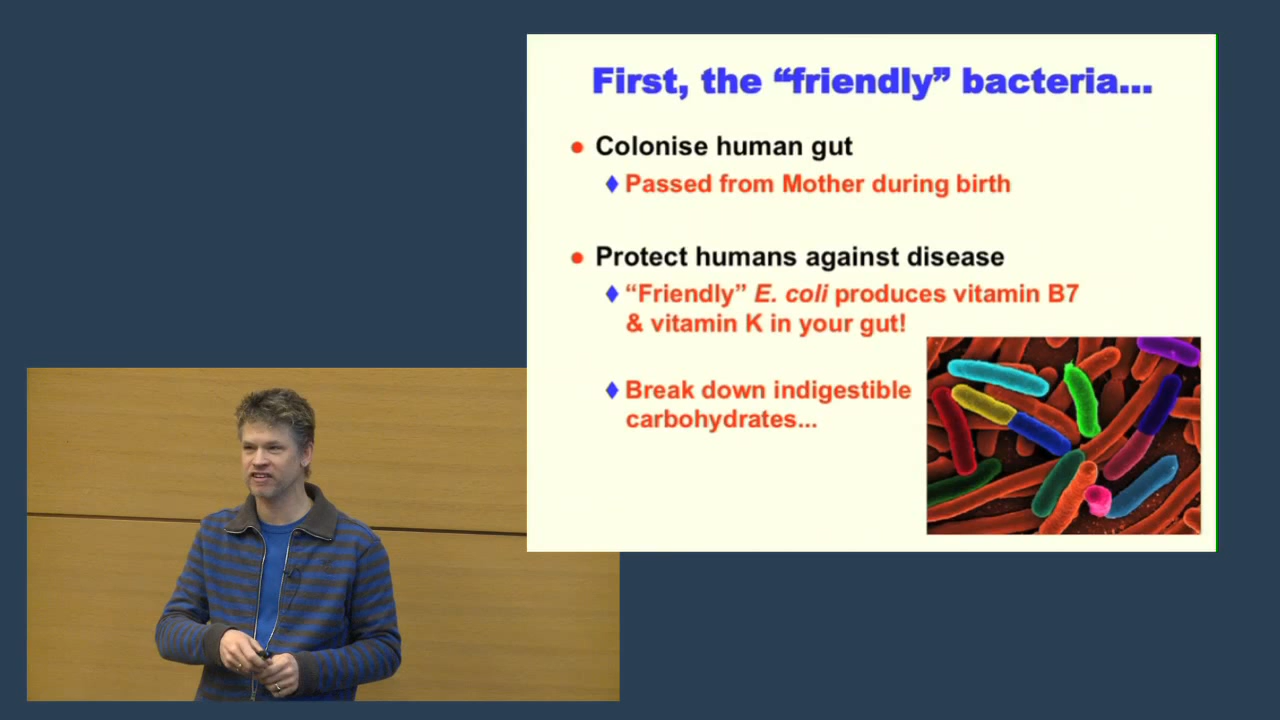 First, the “friendly” bacteria...
Colonise human gut
Passed from Mother during birth
Protect humans against disease
“Friendly” E. coli produces vitamin B7
& vitamin K in your gut!
Break down indigestible
carbohydrates...